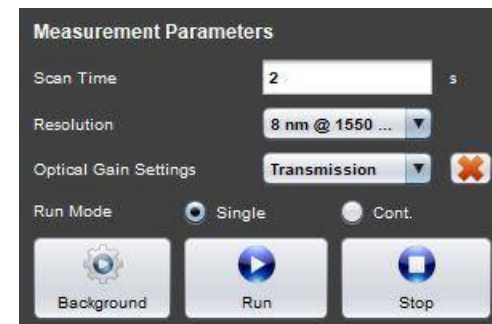 Measurement Parameters
Scan Time 2 s
Resolution 8 nm @ 1550 ...
Optical Gain Settings Transmission
Run Mode Single Cont.
Background Run Stop